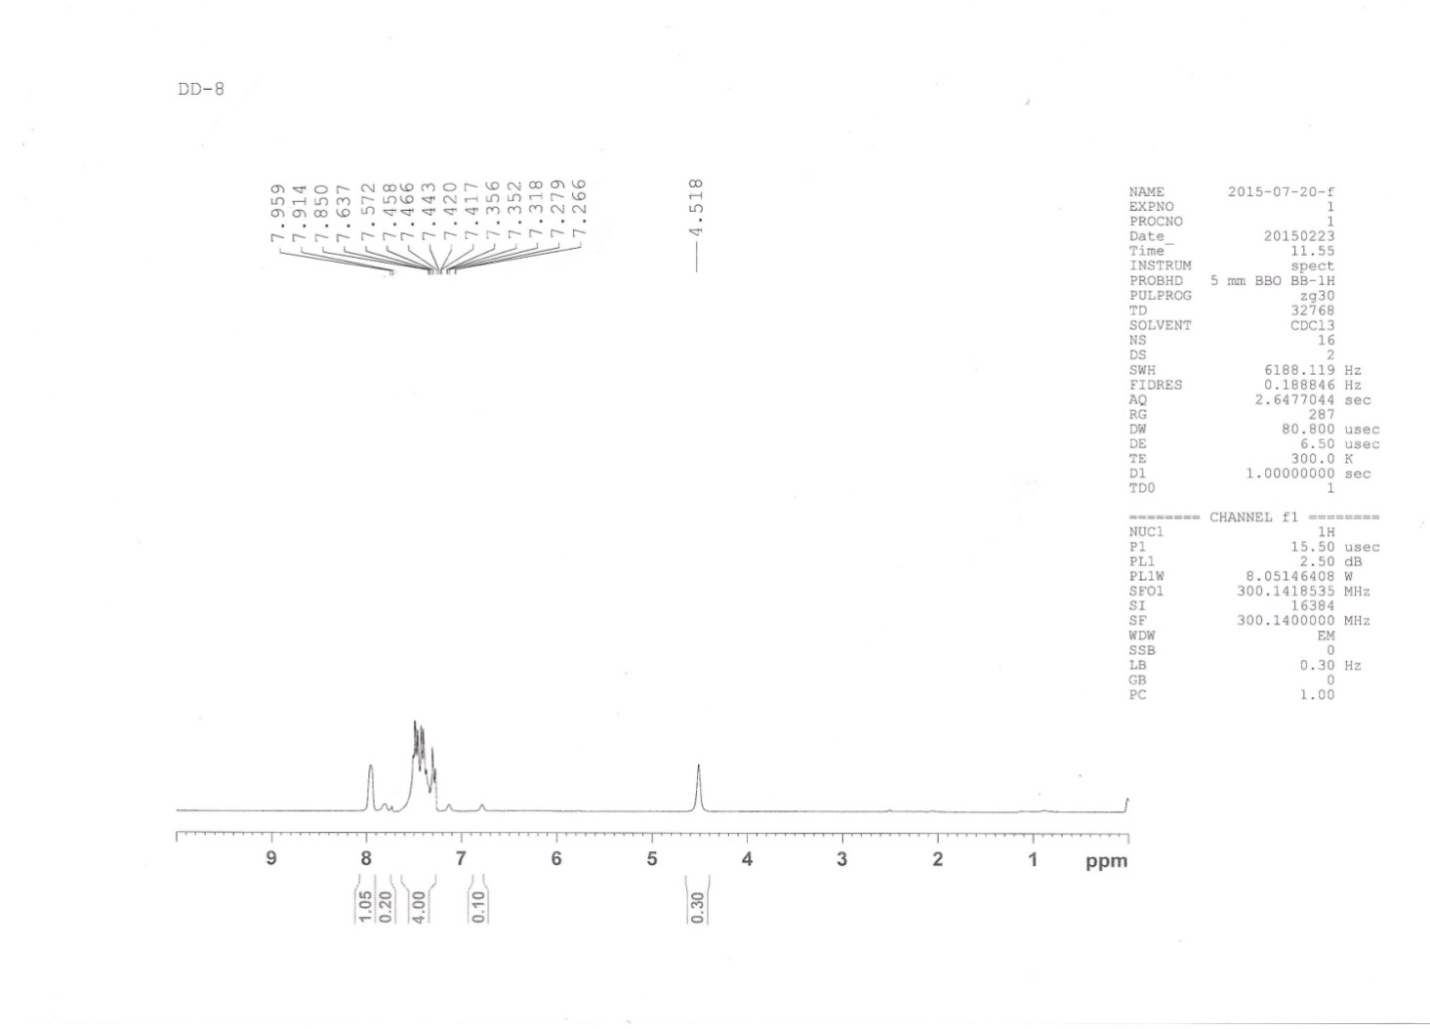 DD-8
7.959
7.914
7.850
7.637
7.572
7.458
7.466
7.443
7.420
7.417
7.356
7.352
7.318
7.279
7.266
4.518
NAME 2015-07-20-f
EXPNO 1
PROCNO 1
Date_ 20150223
Time 11.55
INSTRUM spect
PROBHD 5 mm BBO BB-1H
PULPROG zg30
TD 32768
SOLVENT CDCl3
NS 16
DS 2
SWH 6188.119 Hz
FIDRES 0.188846 Hz
AQ 2.6477044 sec
RG 287
DW 80.800 usec
DE 6.50 usec
TE 300.0 K
D1 1.00000000 sec
TD0 1
======== CHANNEL f1 ========
NUC1 1H
P1 15.50 usec
PL1 2.50 dB
PL1W 8.05146408 W
SFO1 300.1418535 MHz
SI 16384
SF 300.1400000 MHz
WDW EM
SSB 0
LB 0.30 Hz
GB 0
PC 1.00
9 8 7 6 5 4 3 2 1 ppm
1.05
0.20
4.00
0.10
0.30